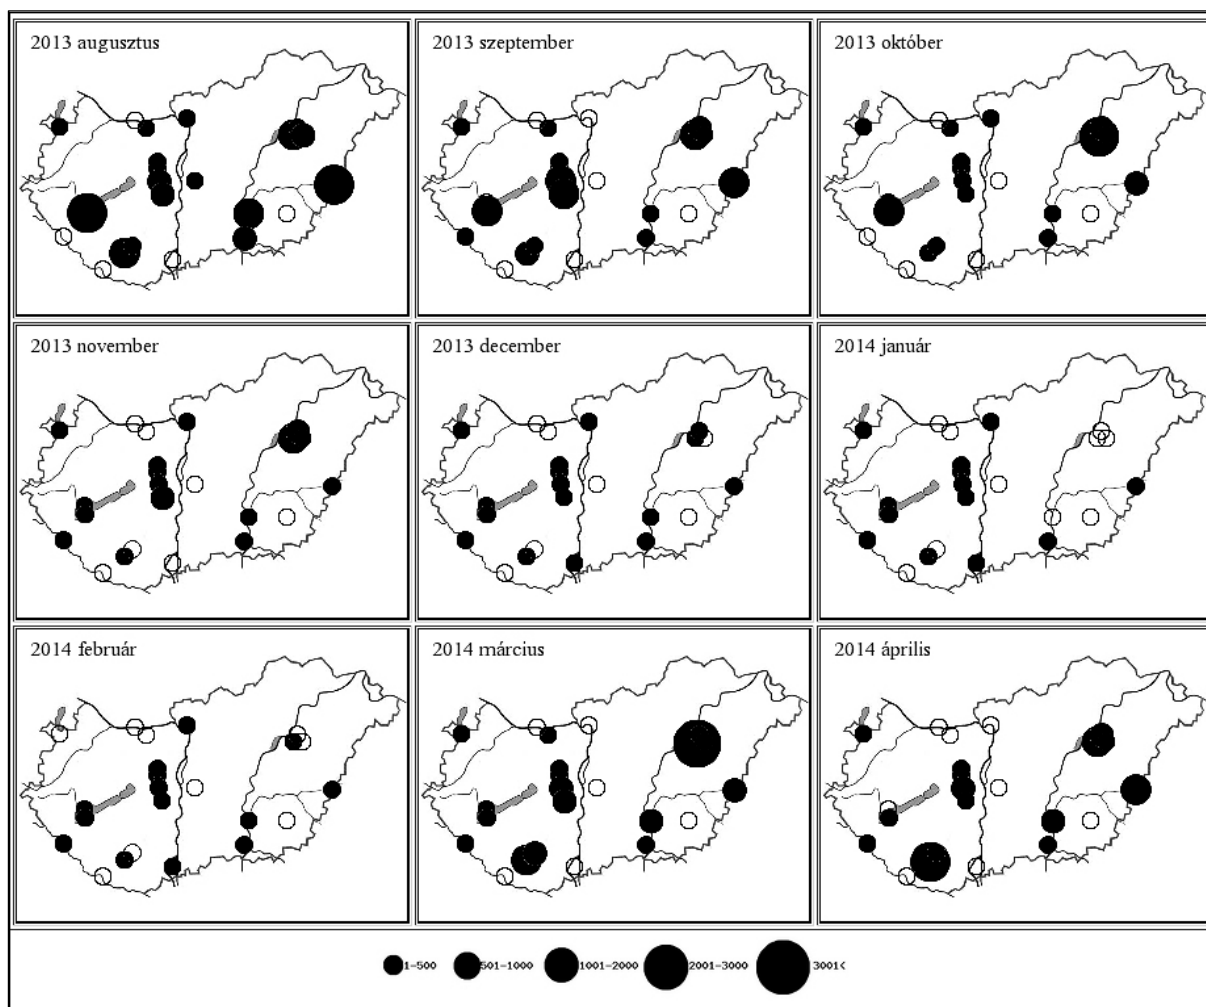 2013 augusztus
2013 szeptember
2013 október
2013 november
2013 december
2014 január
2014 február
2014 március
2014 április
1-500 501-1000 1001-2000 2001-3000 3001<